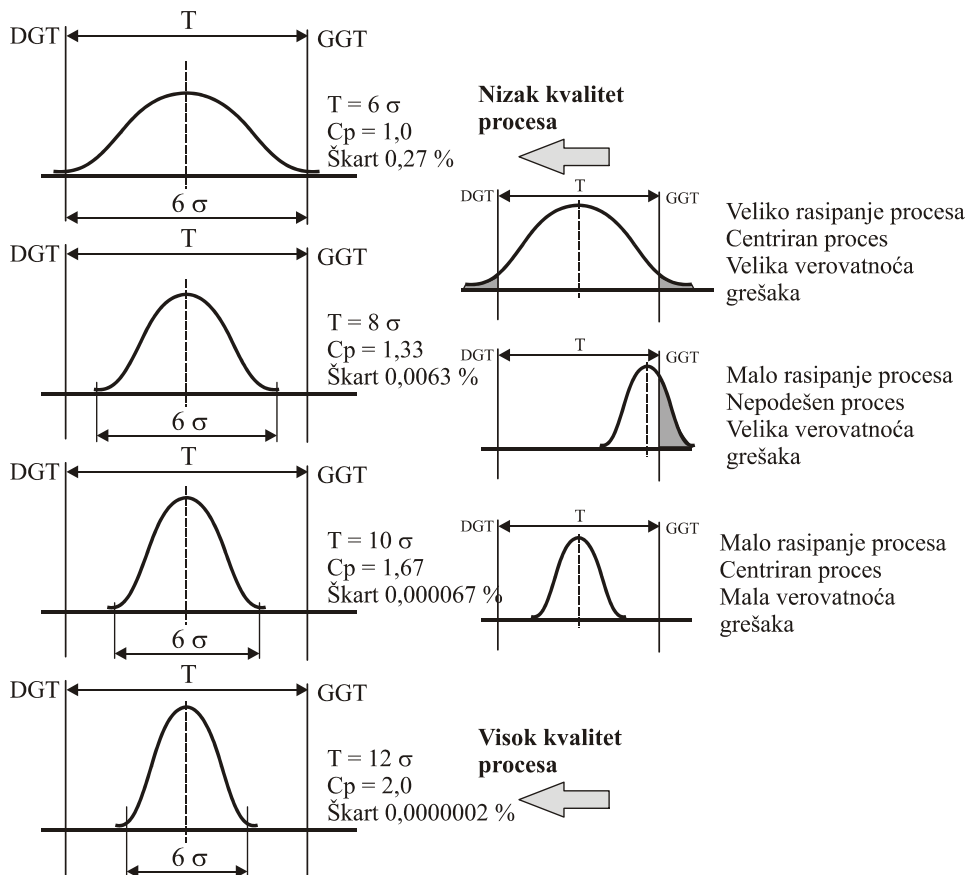 T
DGT
GGT
T = 6 σ
Cp = 1,0
Škart 0,27 %
6 σ
T
DGT
GGT
T = 8 σ
Cp = 1,33
Škart 0,0063 %
6 σ
T
DGT
GGT
T = 10 σ
Cp = 1,67
Škart 0,000067 %
6 σ
T
DGT
GGT
T = 12 σ
Cp = 2,0
Škart 0,0000002 %
6 σ
Nizak kvalitet
procesa
DGT
T
GGT
Veliko rasipanje procesa
Centriran proces
Velika verovatnoća
grešaka
DGT
T
GGT
Malo rasipanje procesa
Nepodešen proces
Velika verovatnoća
grešaka
DGT
T
GGT
Malo rasipanje procesa
Centriran proces
Mala verovatnoća
grešaka
Visok kvalitet
procesa